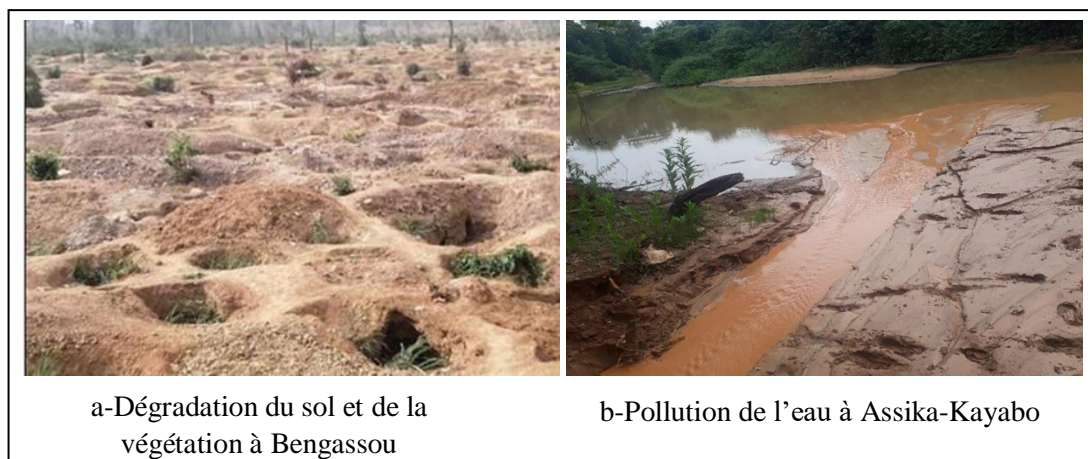 a-Dégradation du sol et de la
végétation à Bengassou
b-Pollution de l’eau à Assika-Kayabo